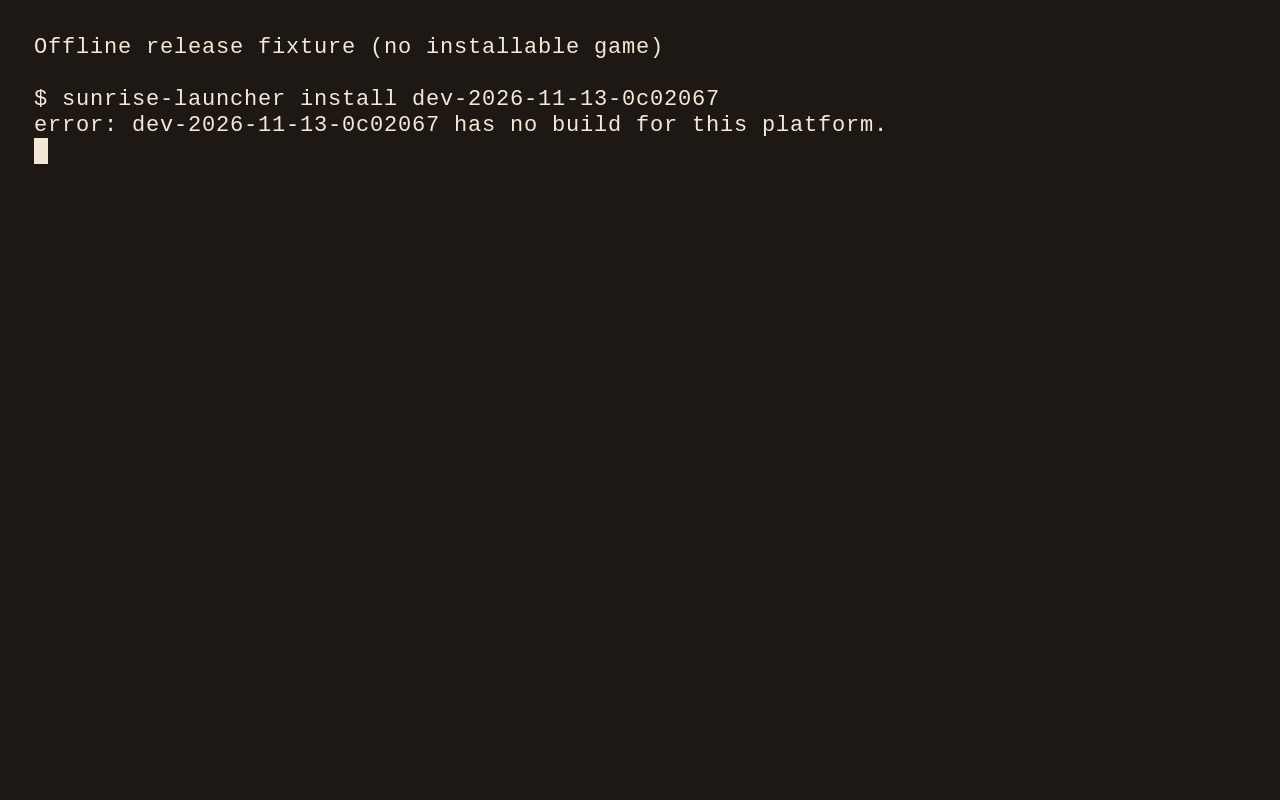 Offline release fixture (no installable game)
$ sunrise-launcher install dev-2026-11-13-0c02067
error: dev-2026-11-13-0c02067 has no build for this platform.